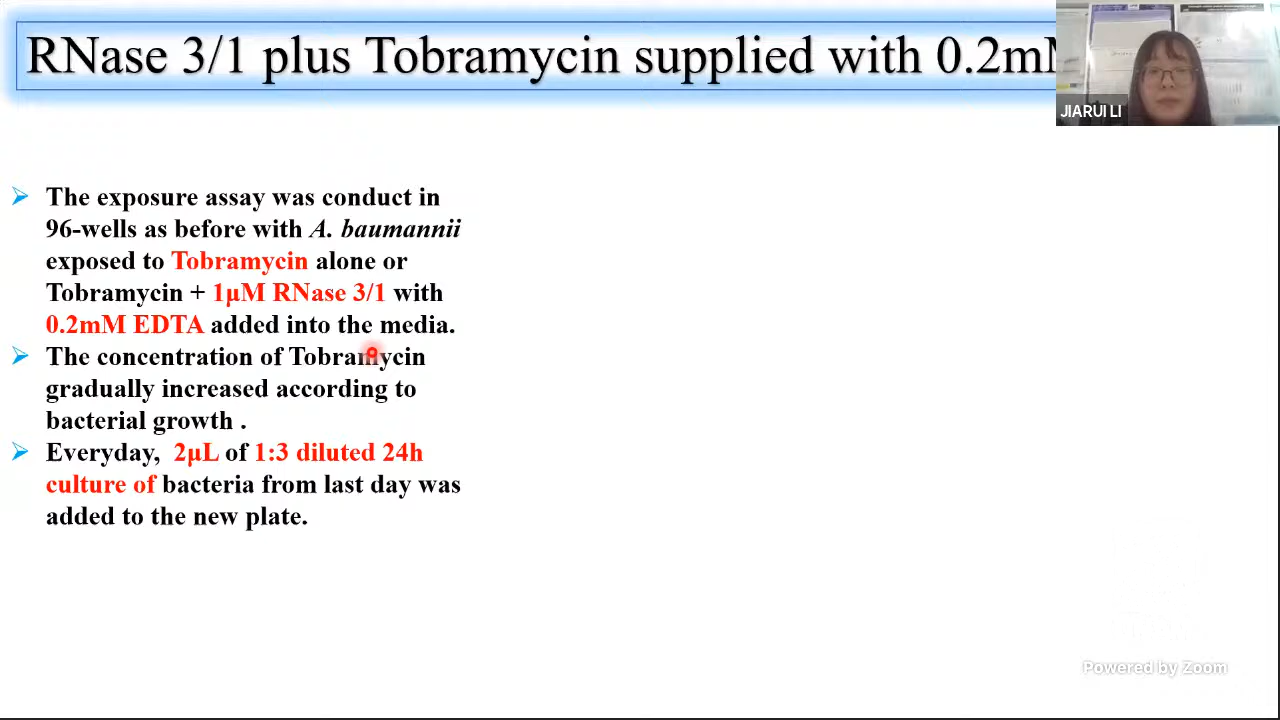 RNase 3/1 plus Tobramycin supplied with 0.2mM
JIARUI LI
The exposure assay was conduct in
96-wells as before with A. baumannii
exposed to Tobramycin alone or
Tobramycin + 1μM RNase 3/1 with
0.2mM EDTA added into the media.
The concentration of Tobramycin
gradually increased according to
bacterial growth .
Everyday, 2μL of 1:3 diluted 24h
culture of bacteria from last day was
added to the new plate.
Powered by Zoom